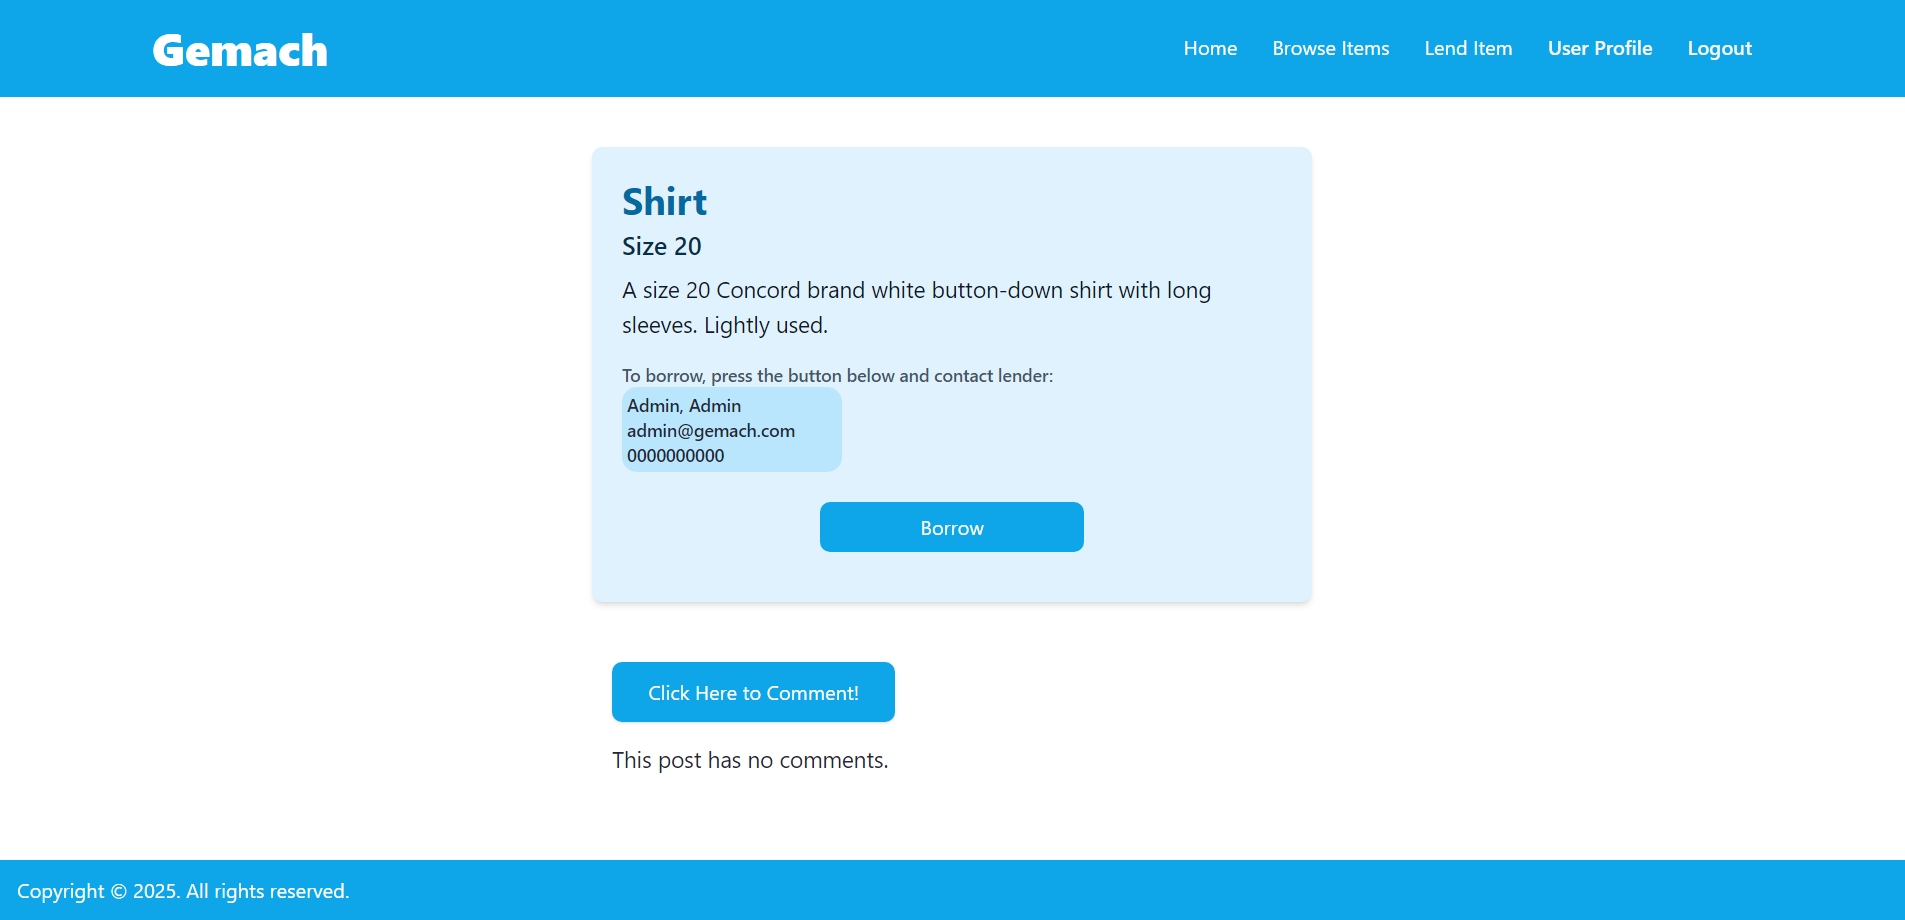 Gemach
Home Browse Items Lend Item User Profile Logout
Shirt
Size 20
A size 20 Concord brand white button-down shirt with long
sleeves. Lightly used.
To borrow, press the button below and contact lender:
Admin, Admin
admin@gemach.com
0000000000
Borrow
Click Here to Comment!
This post has no comments.
Copyright © 2025. All rights reserved.